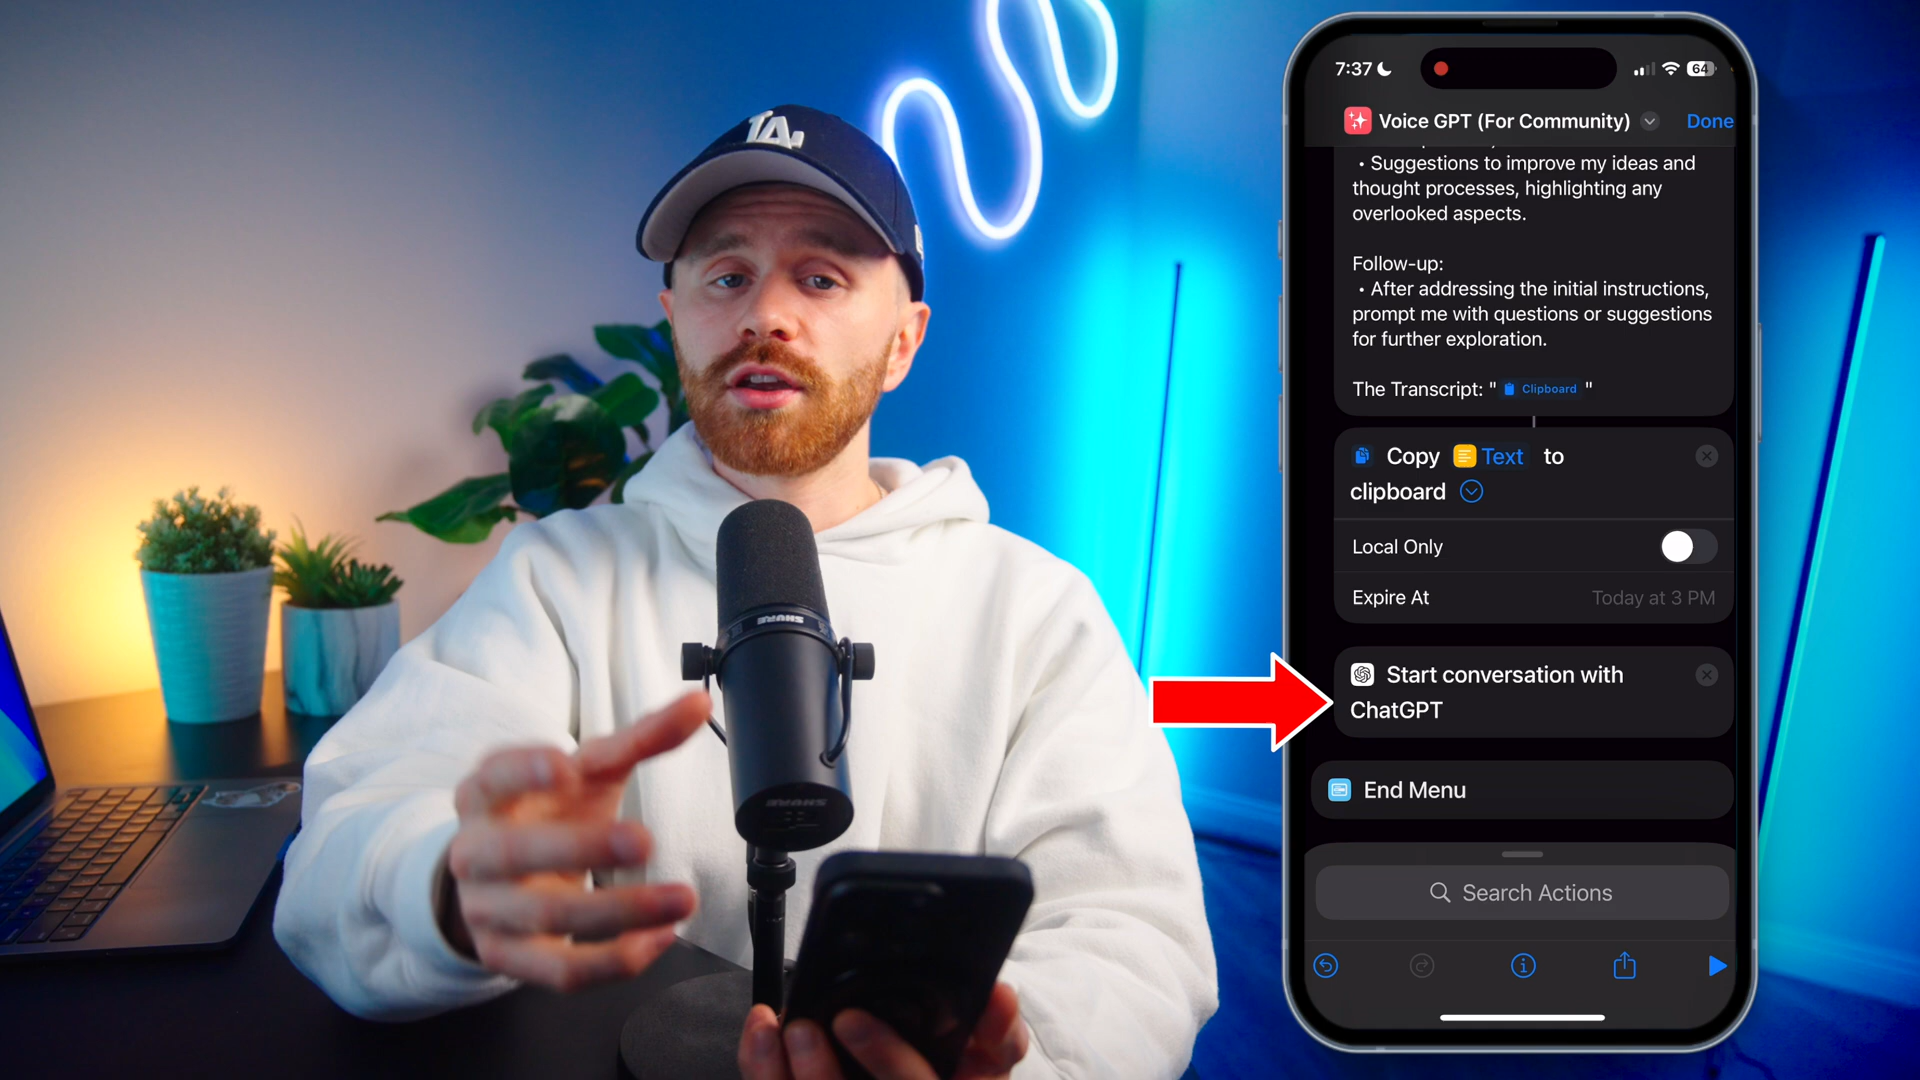 LA
SHURE
SHURE
7:37
64
Voice GPT (For Community)
Done
• Suggestions to improve my ideas and
thought processes, highlighting any
overlooked aspects.
Follow-up:
• After addressing the initial instructions,
prompt me with questions or suggestions
for further exploration.
The Transcript: " Clipboard "
Copy Text to
clipboard
Local Only
Expire At
Today at 3 PM
Start conversation with
ChatGPT
End Menu
Search Actions